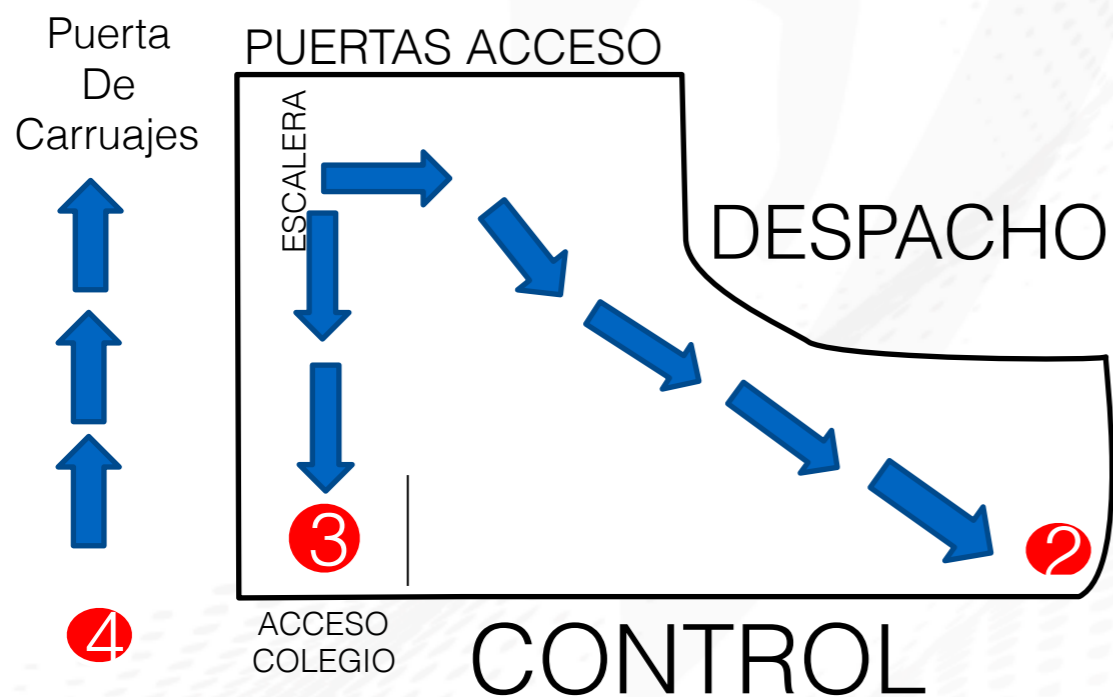 Puerta
De
Carruajes
PUERTAS ACCESO
ESCALERA
DESPACHO
3
2
4
ACCESO
COLEGIO
CONTROL